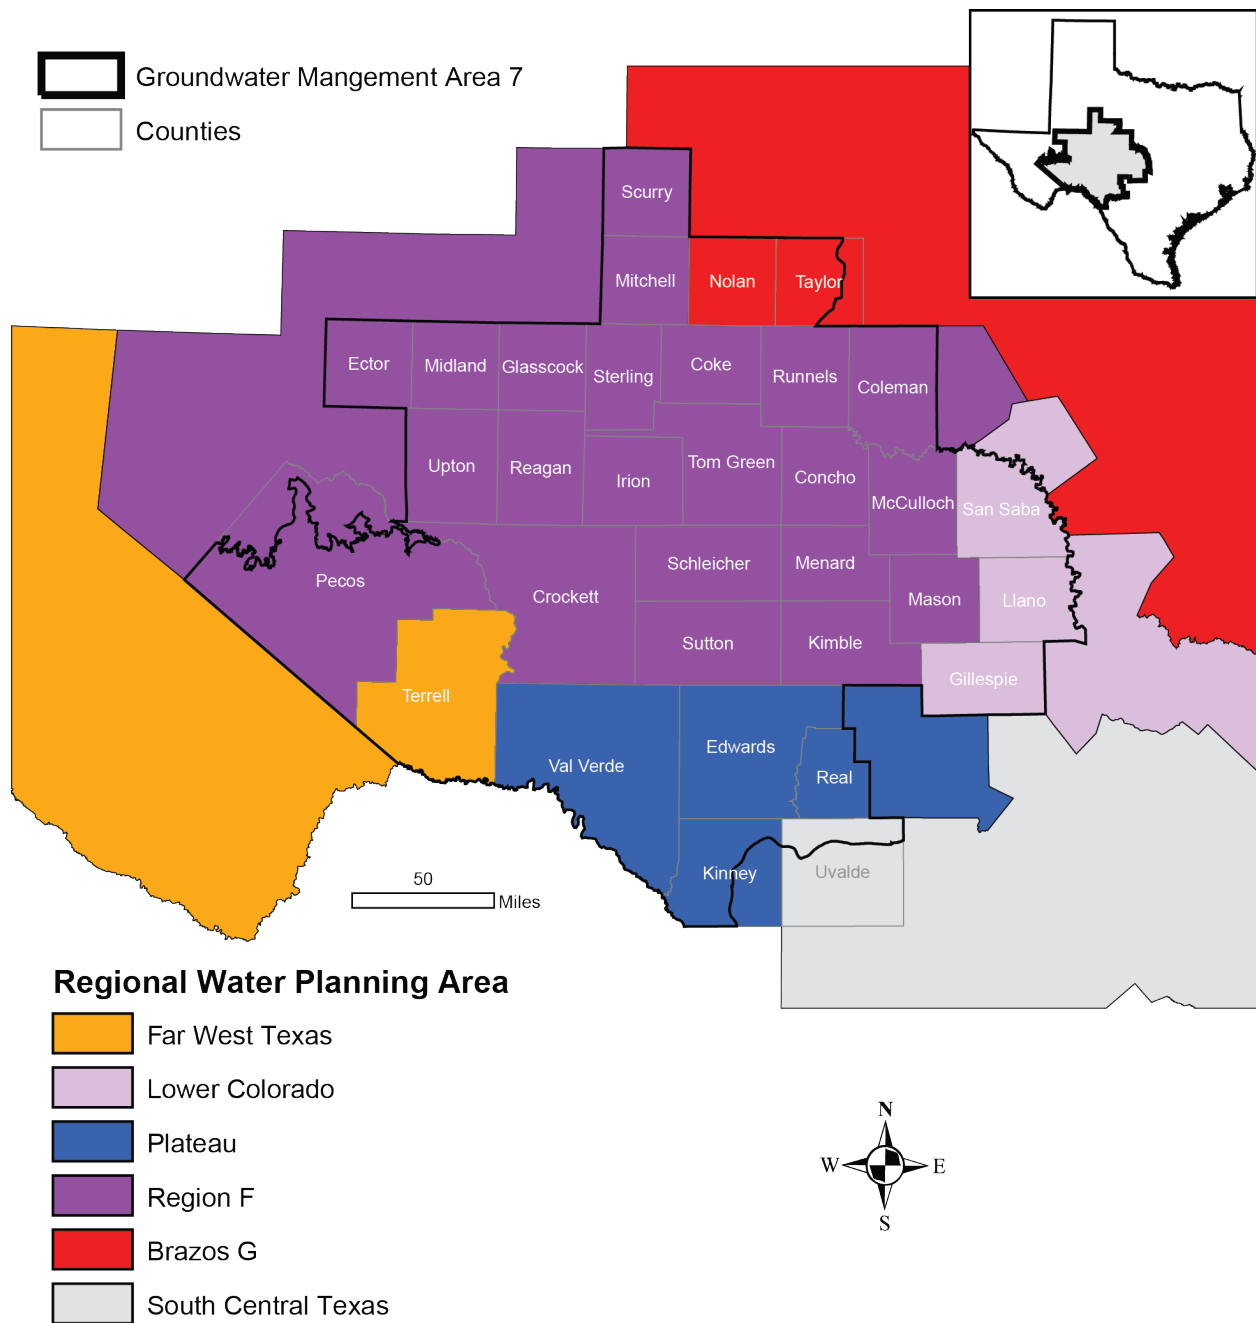 Groundwater Mangement Area 7
Counties
Scurry
Mitchell
Nolan
Taylor
Ector
Midland
Glasscock
Sterling
Coke
Runnels
Coleman
Upton
Reagan
Irion
Tom Green
Concho
McCulloch
San Saba
Pecos
Crockett
Schleicher
Menard
Mason
Llano
Sutton
Kimble
Gillespie
Terrell
Val Verde
Edwards
Real
Kinney
Uvalde
50
Miles
Regional Water Planning Area
Far West Texas
Lower Colorado
Plateau
Region F
Brazos G
South Central Texas
N
W
E
S